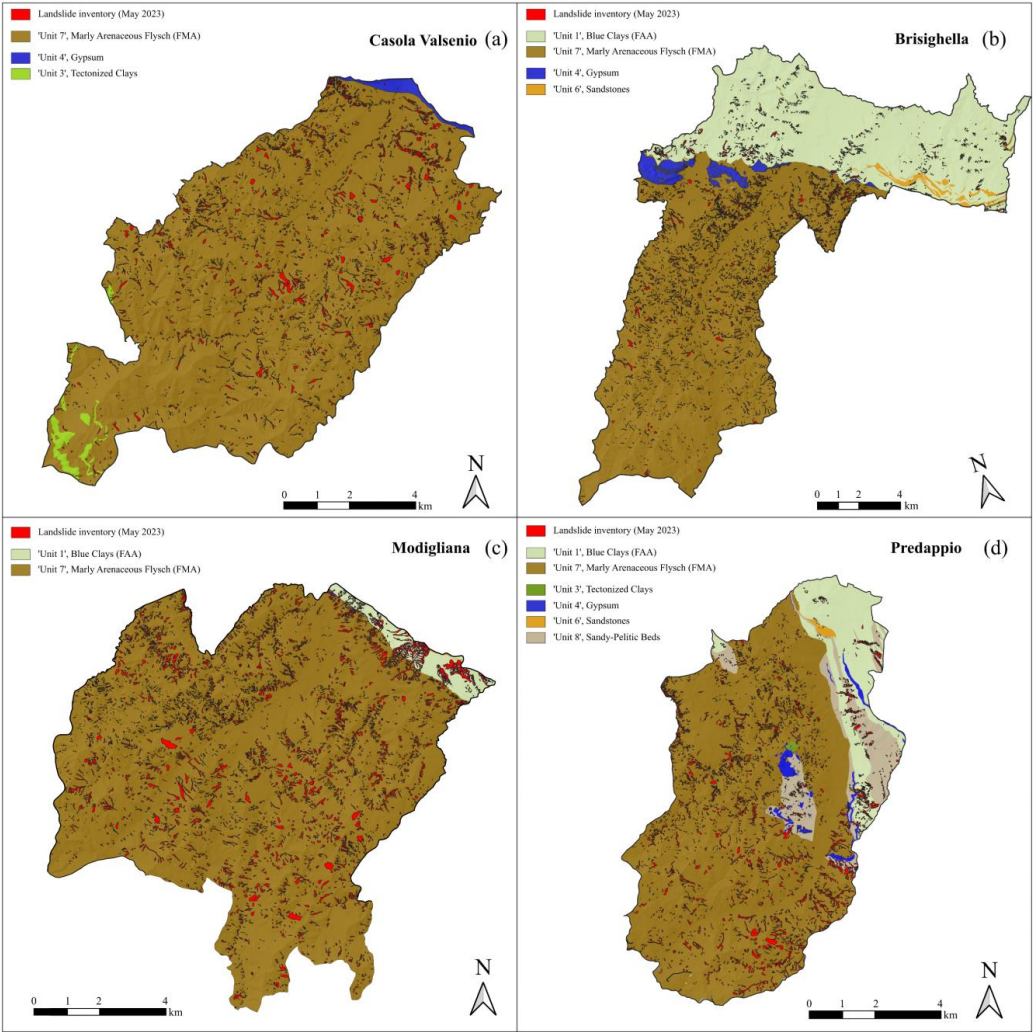 Landslide inventory (May 2023)
'Unit 7', Marly Arenaceous Flysch (FMA)
'Unit 4', Gypsum
'Unit 3', Tectonized Clays
Casola Valsenio (a)
N
0 1 2 4
km
Landslide inventory (May 2023)
'Unit 1', Blue Clays (FAA)
'Unit 7', Marly Arenaceous Flysch (FMA)
'Unit 4', Gypsum
'Unit 6', Sandstones
Brisighella (b)
N
0 1 2 4
km
Landslide inventory (May 2023)
'Unit 1', Blue Clays (FAA)
'Unit 7', Marly Arenaceous Flysch (FMA)
Modigliana (c)
N
0 1 2 4
km
Landslide inventory (May 2023)
'Unit 1', Blue Clays (FAA)
'Unit 7', Marly Arenaceous Flysch (FMA)
'Unit 3', Tectonized Clays
'Unit 4', Gypsum
'Unit 6', Sandstones
'Unit 8', Sandy-Pelitic Beds
Predappio (d)
N
0 1 2 4
km